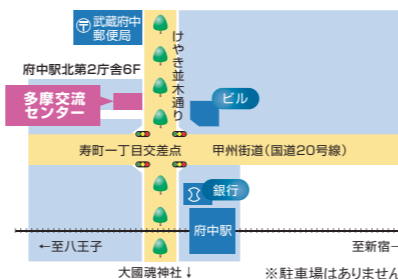 武蔵府中
郵便局
けやき並木通り
府中駅北第2庁舎6F
多摩交流
センター
ビル
寿町一丁目交差点
甲州街道(国道20号線)
銀行
府中駅
←至八王子
至新宿→
大國魂神社↓
※駐車場はありません